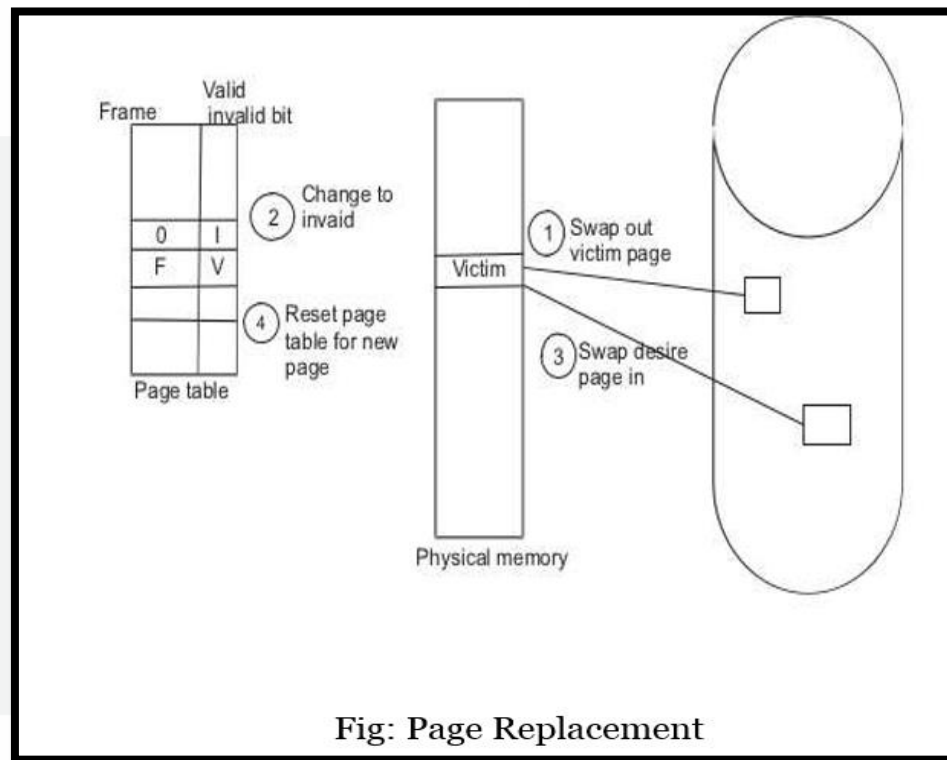 Frame
Valid
invalid bit
0 I
F V
Page table
2
Change to
invaid
4
Reset page
table for new
page
Victim
Physical memory
1
Swap out
victim page
3
Swap desire
page in
Fig: Page Replacement